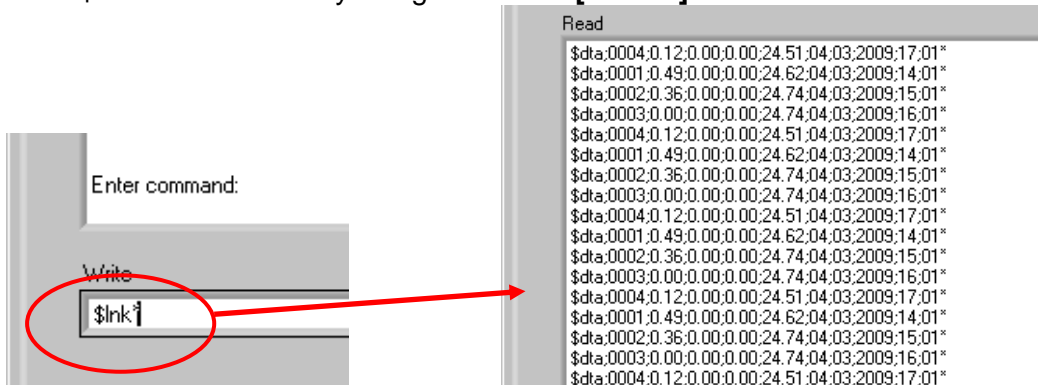 Read
$dta;0004;0.12;0.00;0.00;24.51;04;03;2009;17;01*
$dta;0001;0.49;0.00;0.00;24.62;04;03;2009;14;01*
$dta;0002;0.36;0.00;0.00;24.74;04;03;2009;15;01*
$dta;0003;0.00;0.00;0.00;24.74;04;03;2009;16;01*
$dta;0004;0.12;0.00;0.00;24.51;04;03;2009;17;01*
$dta;0001;0.49;0.00;0.00;24.62;04;03;2009;14;01*
$dta;0002;0.36;0.00;0.00;24.74;04;03;2009;15;01*
$dta;0003;0.00;0.00;0.00;24.74;04;03;2009;16;01*
$dta;0004;0.12;0.00;0.00;24.51;04;03;2009;17;01*
$dta;0001;0.49;0.00;0.00;24.62;04;03;2009;14;01*
$dta;0002;0.36;0.00;0.00;24.74;04;03;2009;15;01*
$dta;0003;0.00;0.00;0.00;24.74;04;03;2009;16;01*
$dta;0004;0.12;0.00;0.00;24.51;04;03;2009;17;01*
$dta;0001;0.49;0.00;0.00;24.62;04;03;2009;14;01*
$dta;0002;0.36;0.00;0.00;24.74;04;03;2009;15;01*
$dta;0003;0.00;0.00;0.00;24.74;04;03;2009;16;01*
$dta;0004;0.12;0.00;0.00;24.51;04;03;2009;17;01*
Enter command:
Write
$lnk*